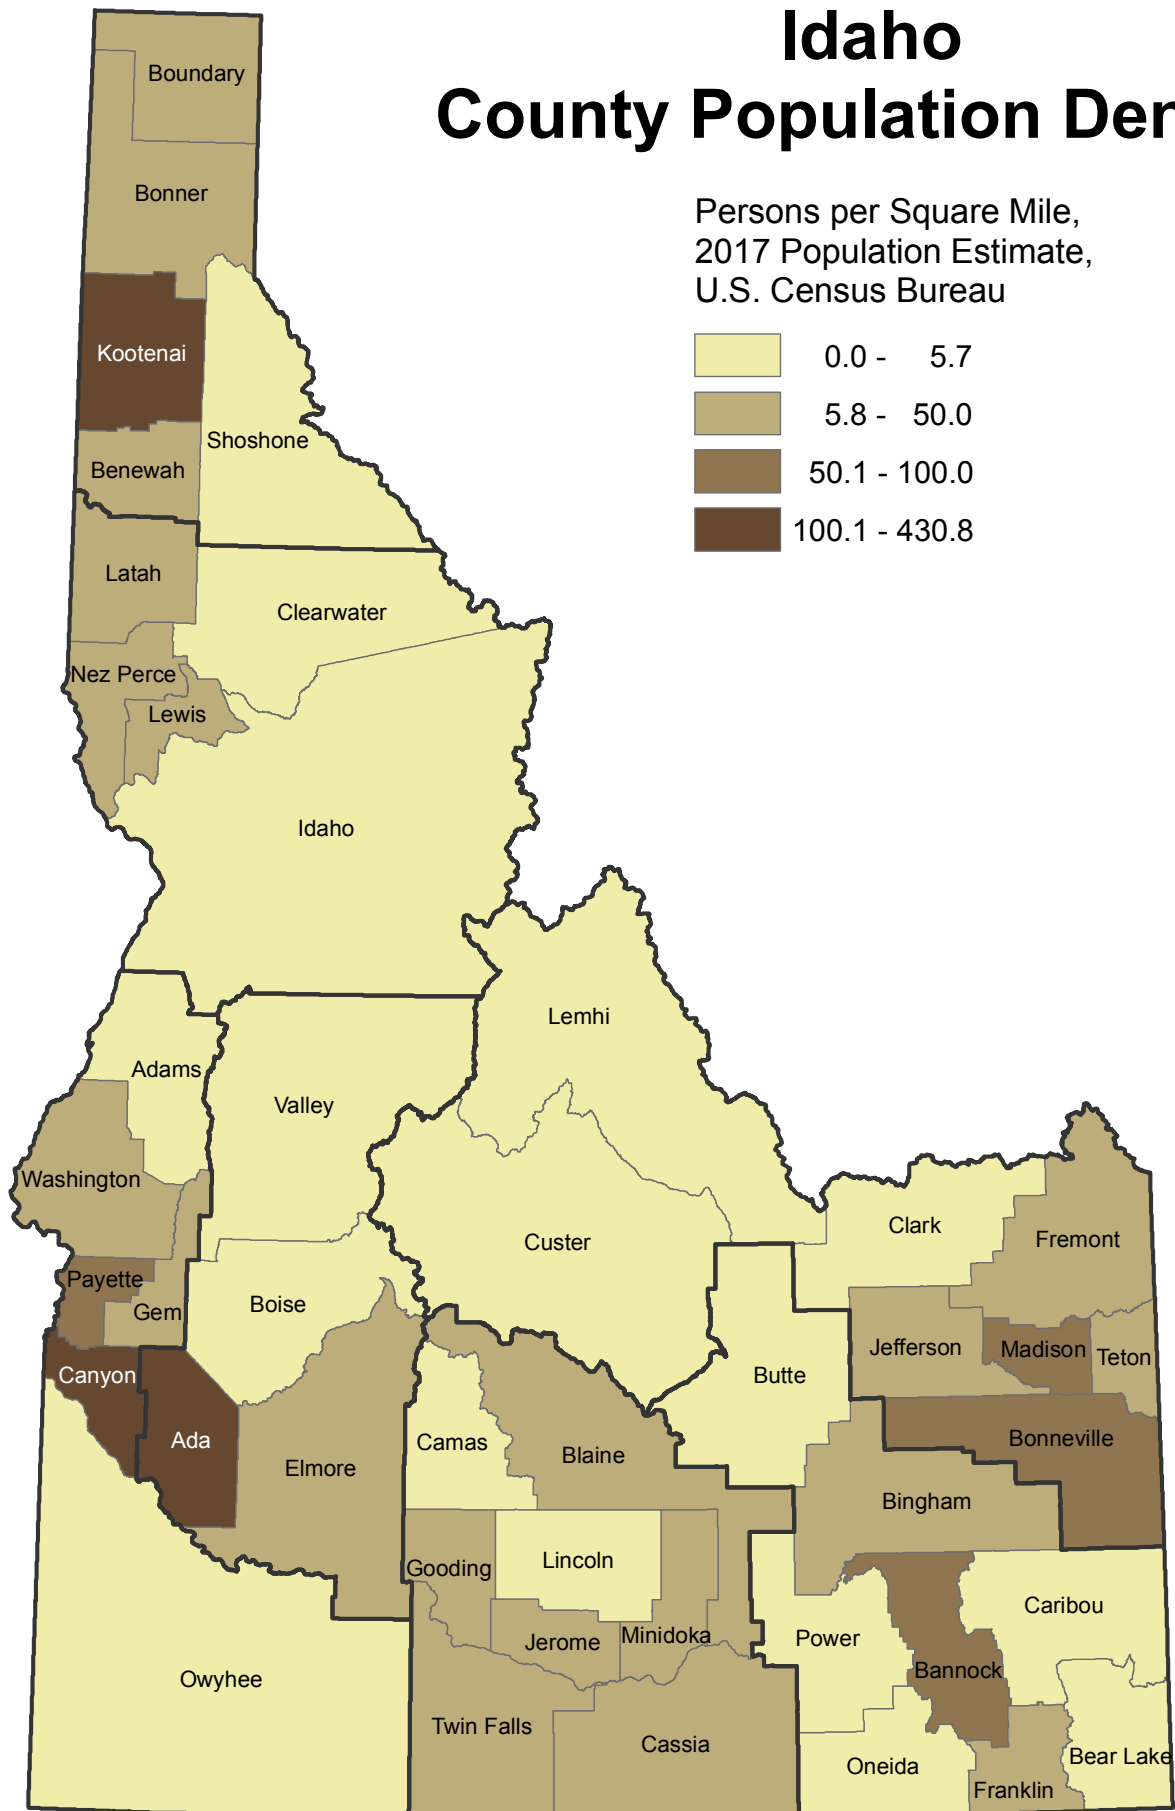 Idaho
County Population Den
Persons per Square Mile,
2017 Population Estimate,
U.S. Census Bureau
0.0 - 5.7
5.8 - 50.0
50.1 - 100.0
100.1 - 430.8
Boundary
Bonner
Kootenai
Shoshone
Benewah
Latah
Clearwater
Nez Perce
Lewis
Idaho
Lemhi
Adams
Valley
Washington
Clark
Fremont
Custer
Payette
Boise
Gem
Jefferson
Madison
Teton
Canyon
Butte
Ada
Camas
Blaine
Bonneville
Elmore
Bingham
Gooding
Lincoln
Caribou
Jerome
Minidoka
Power
Bannock
Owyhee
Twin Falls
Cassia
Oneida
Bear Lake
Franklin